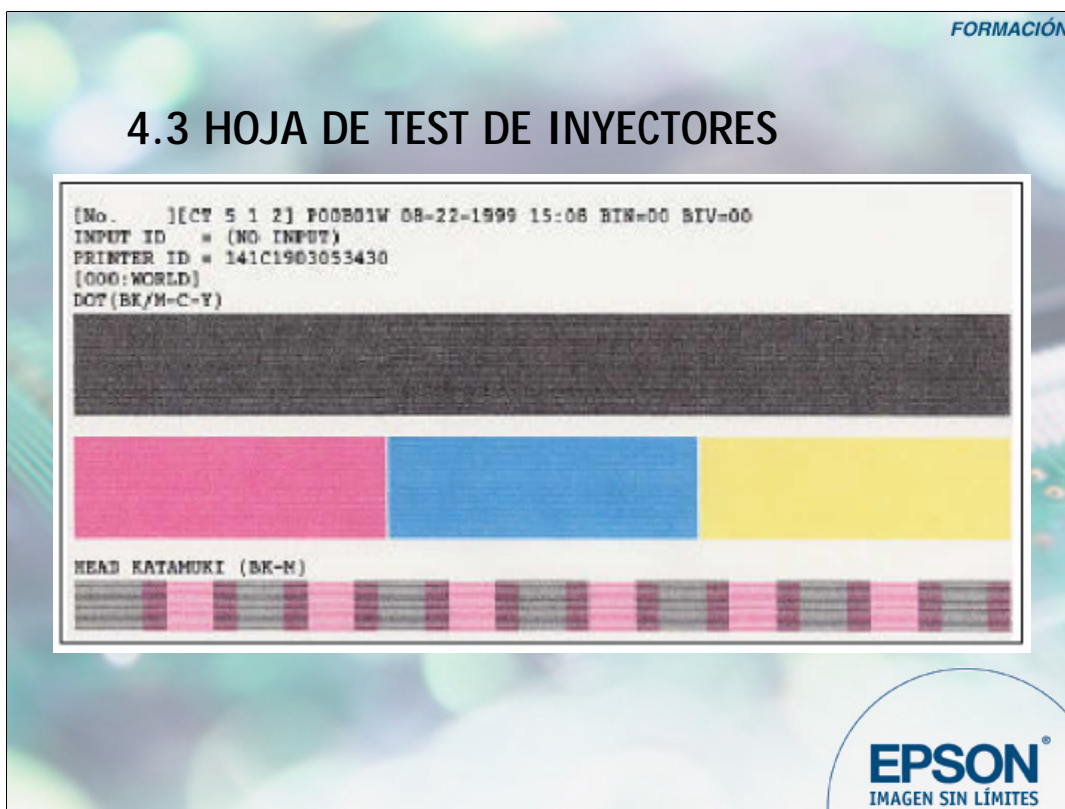 FORMACIÓN
4.3 HOJA DE TEST DE INYECTORES
[No. ][CT 5 1 2] P00B01W 08-22-1999 15:08 BIN=00 BIV=00
INPUT ID = (NO INPUT)
PRINTER ID = 141C1903053430
[000:WORLD]
DOT(BK/M-C-Y)
HEAD KATAMUKI (BK-M)
EPSON®
IMAGEN SIN LÍMITES